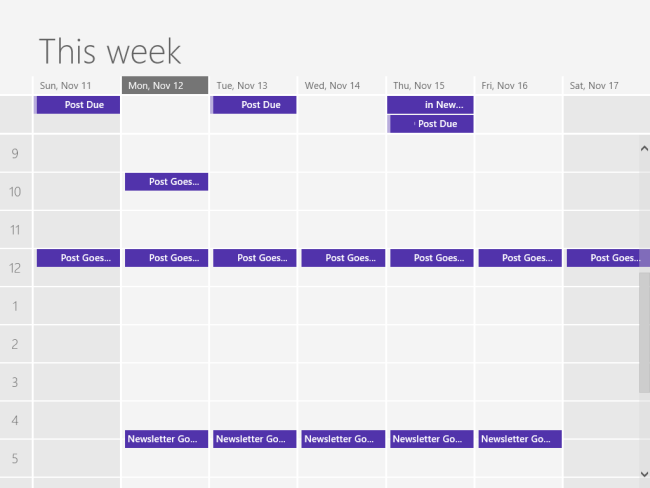 This week
Sun, Nov 11 Mon, Nov 12 Tue, Nov 13 Wed, Nov 14 Thu, Nov 15 Fri, Nov 16 Sat, Nov 17
Post Due Post Due in New...
Post Due
9
10 Post Goes...
11
12 Post Goes... Post Goes... Post Goes... Post Goes... Post Goes... Post Goes... Post Goes...
1
2
3
4
Newsletter Go... Newsletter Go... Newsletter Go... Newsletter Go... Newsletter Go...
5